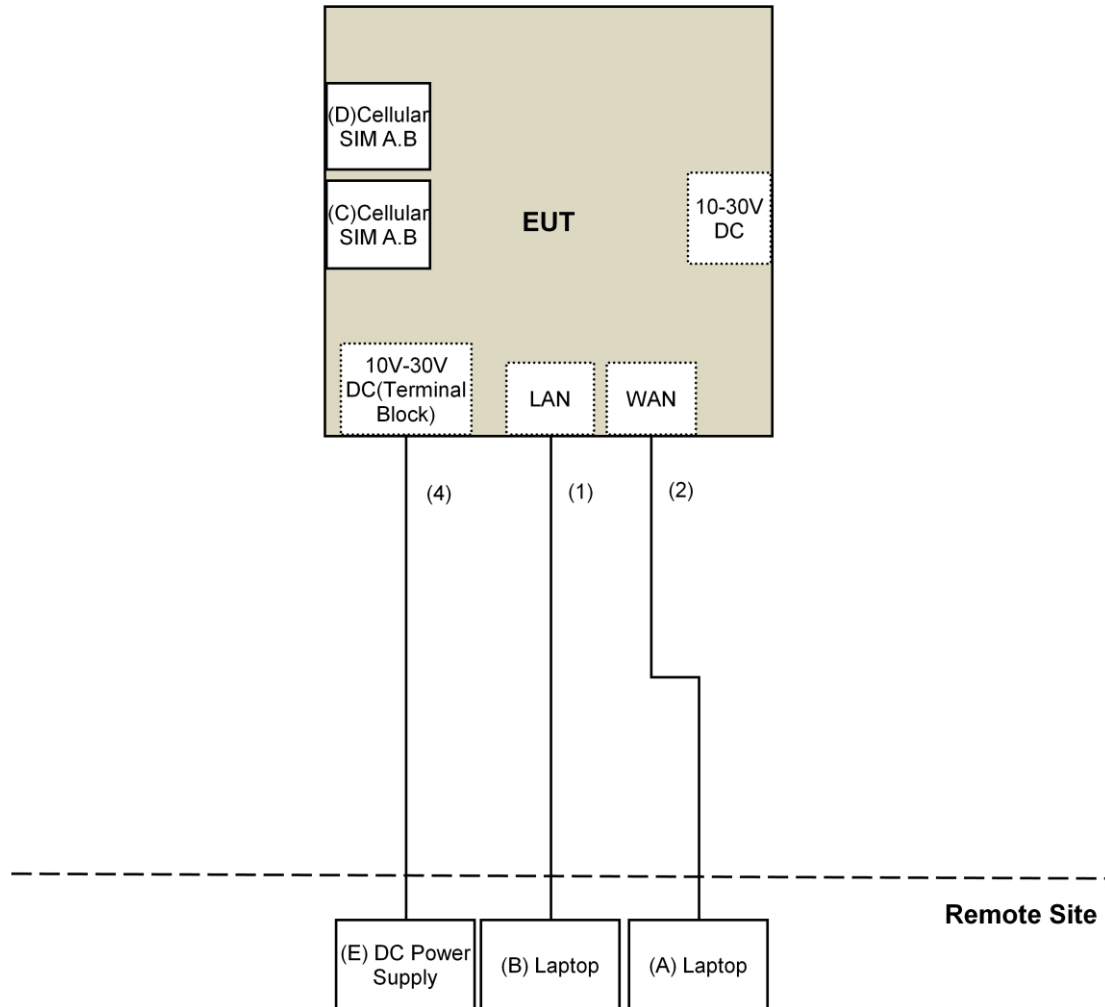 (D)Cellular
SIM A.B
(C)Cellular
SIM A.B
EUT
10-30V
DC
10V-30V
DC(Terminal
Block)
LAN
WAN
(4)
(1)
(2)
Remote Site
(E) DC Power
Supply
(B) Laptop
(A) Laptop